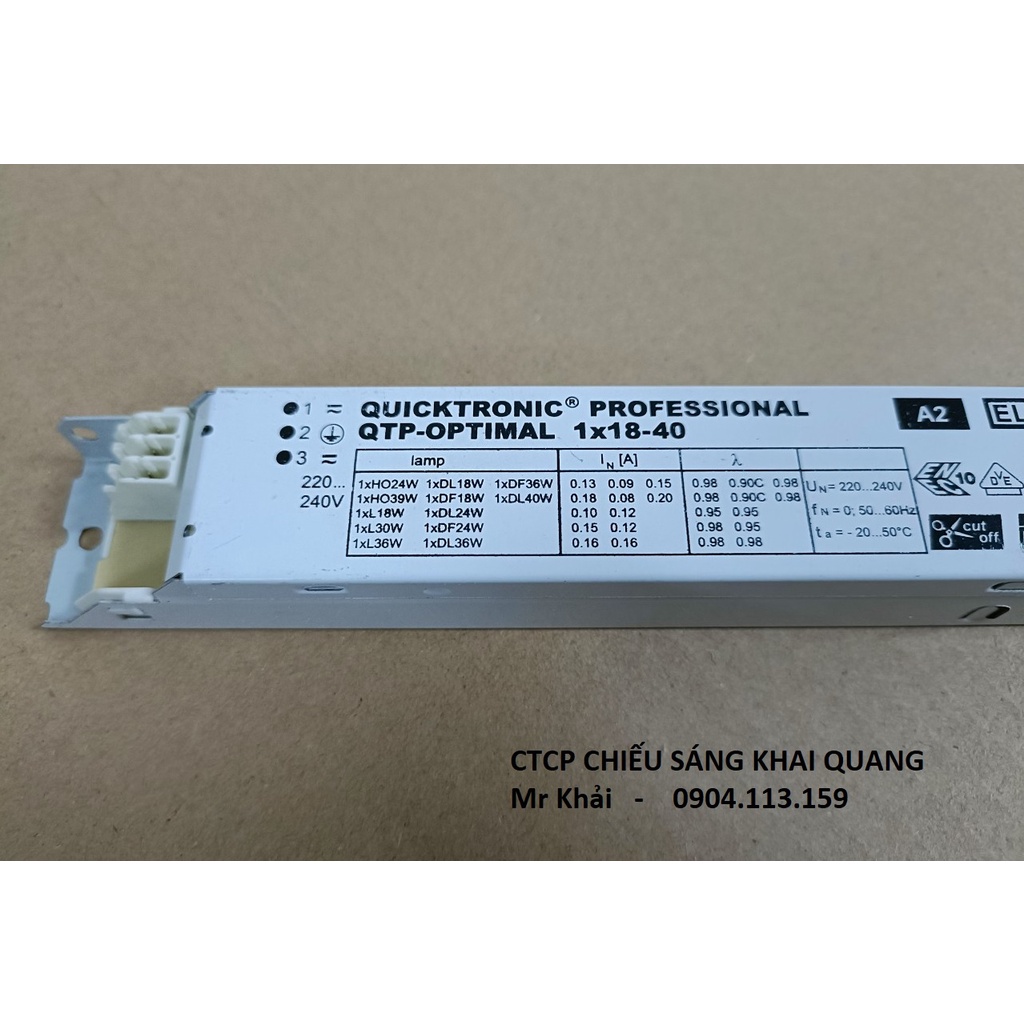 1 ≂ QUICKTRONIC® PROFESSIONAL
2 QTP-OPTIMAL 1x18-40
3 ≂
A2
EL
220...
240V
lamp I N [A] λ
1xHO24W 1xDL18W 1xDF36W 0.13 0.09 0.15 0.98 0.90C 0.98
1xHO39W 1xDF18W 1xDL40W 0.18 0.08 0.20 0.98 0.90C 0.98
1xL18W 1xDL24W 0.10 0.12 0.95 0.95
1xL30W 1xDF24W 0.15 0.12 0.98 0.95
1xL36W 1xDL36W 0.16 0.16 0.98 0.98
U N = 220...240V
f N = 0; 50...60Hz
t a = - 20...50°C
ENEC 10
DVE
cut
off
CTCP CHIẾU SÁNG KHAI QUANG
Mr Khải - 0904.113.159